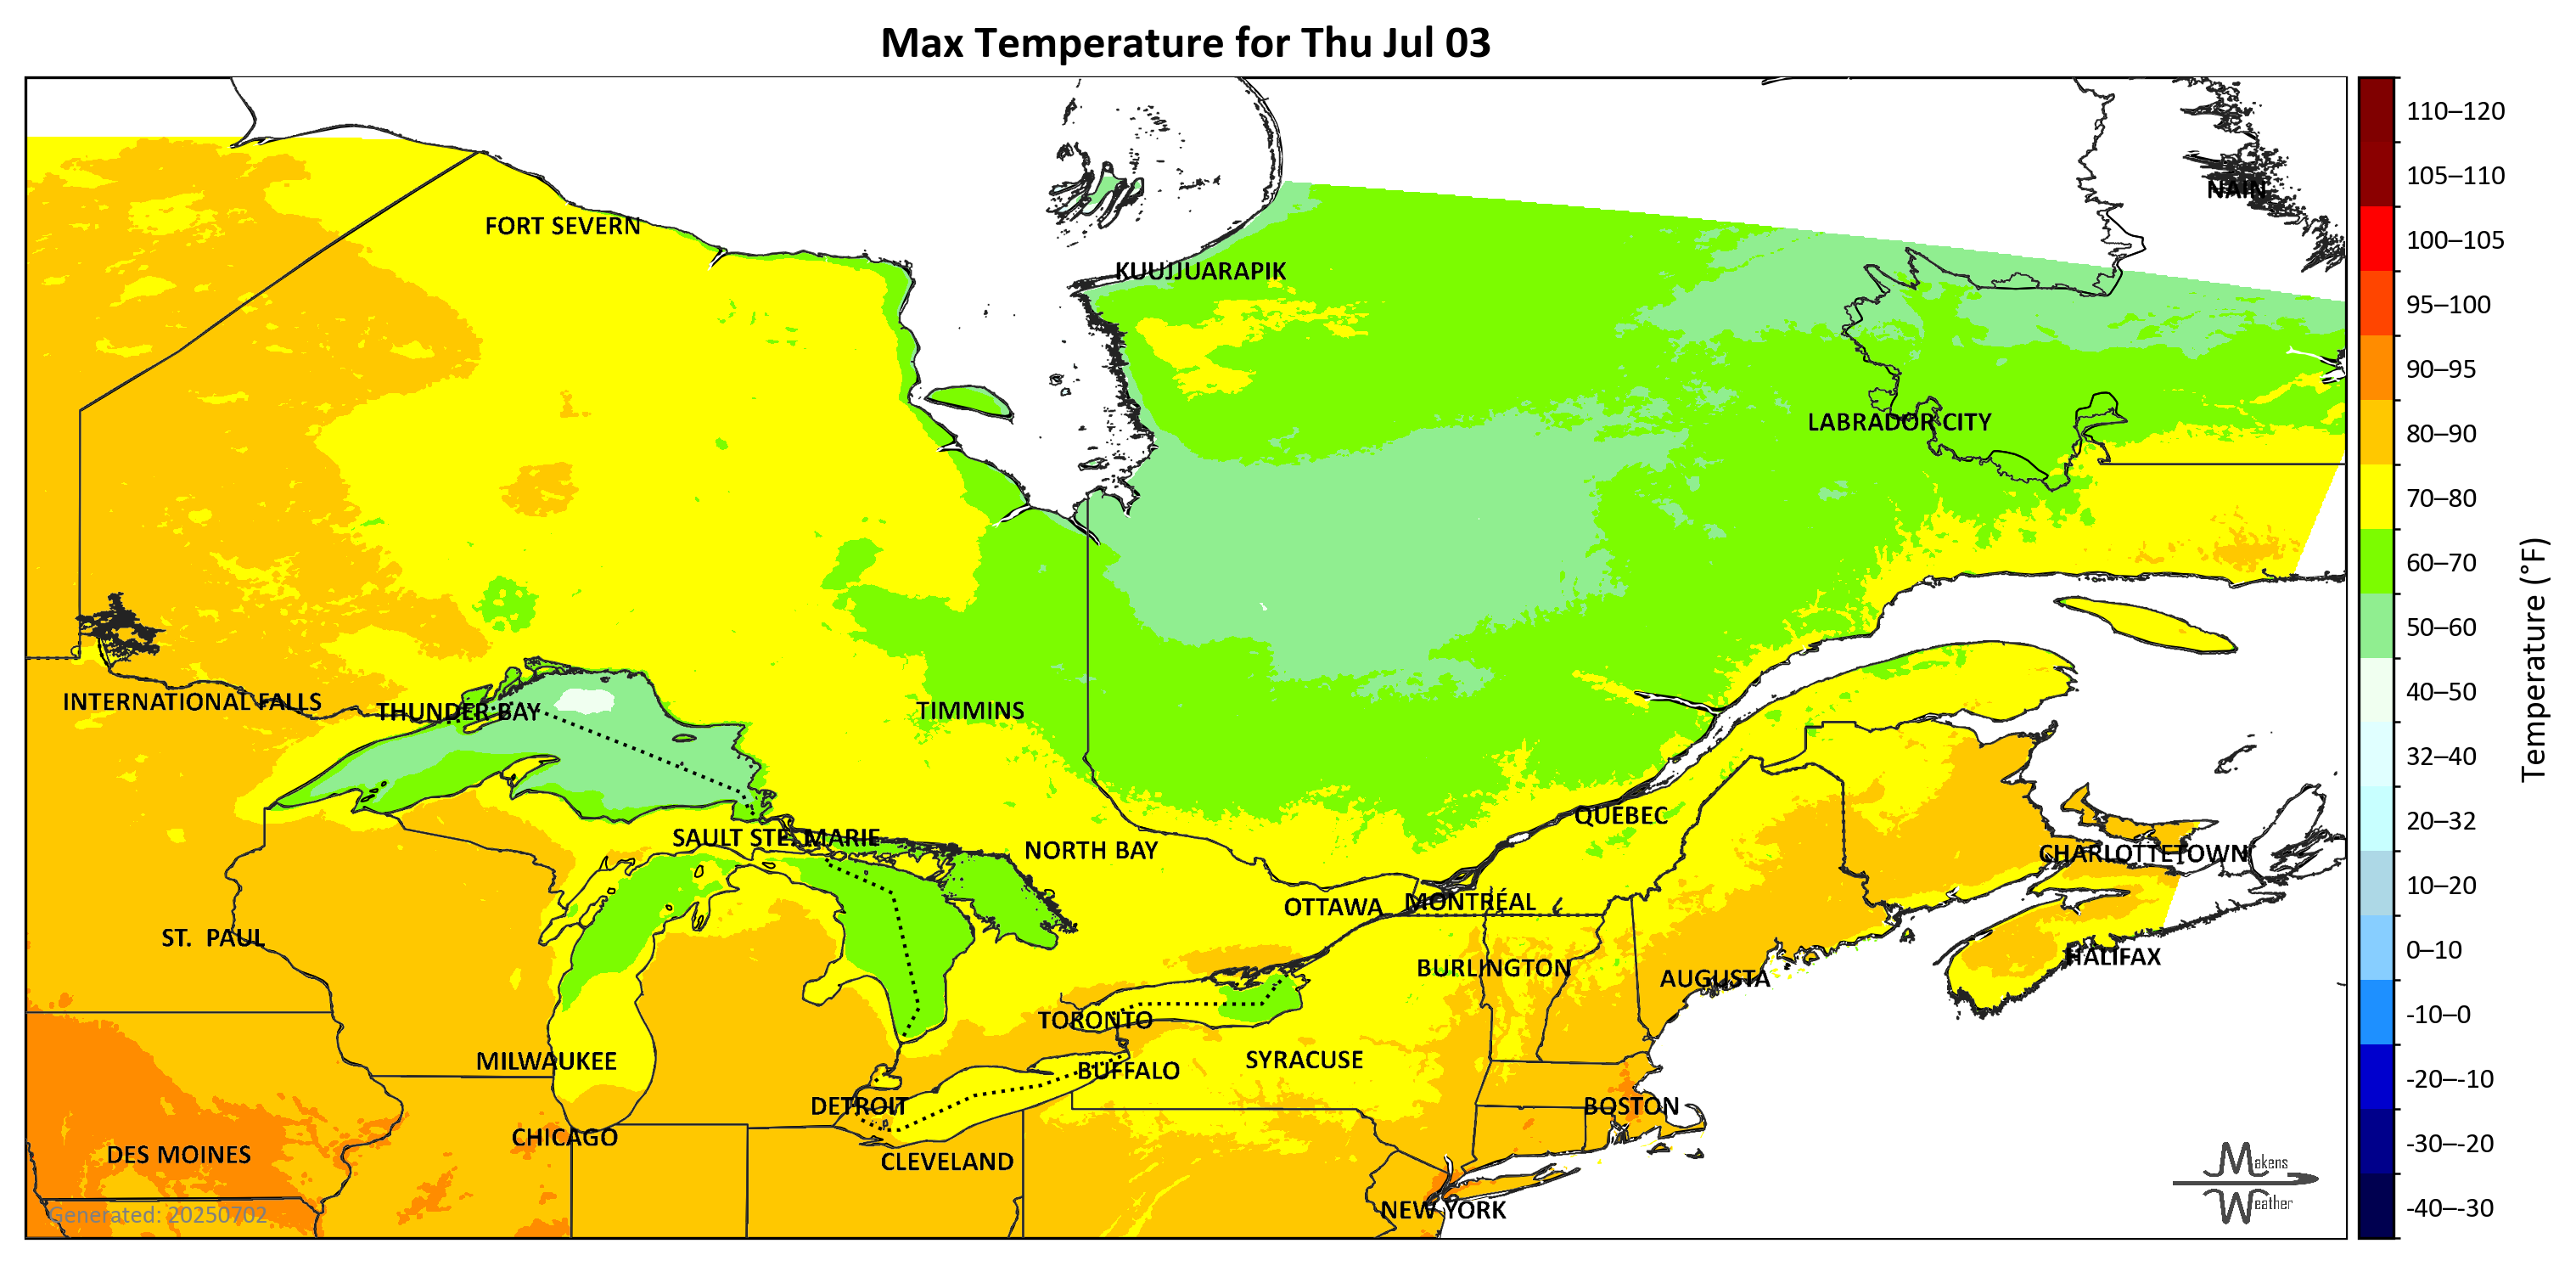 Max Temperature for Thu Jul 03
NAIN
FORT SEVERN
KUUJJUARAPIK
LABRADOR CITY
INTERNATIONAL FALLS
THUNDER BAY
TIMMINS
QUEBEC
SAULT STE. MARIE
NORTH BAY
CHARLOTTETOWN
OTTAWA
MONTRÉAL
ST. PAUL
BURLINGTON
AUGUSTA
HALIFAX
TORONTO
MILWAUKEE
SYRACUSE
BUFFALO
DETROIT
BOSTON
CHICAGO
DES MOINES
CLEVELAND
NEW YORK
Generated: 20250702
Makens
Weather
110–120
105–110
100–105
95–100
90–95
80–90
70–80
60–70
50–60
40–50
32–40
20–32
10–20
0–10
-10–0
-20–-10
-30–-20
-40–-30
Temperature (°F)